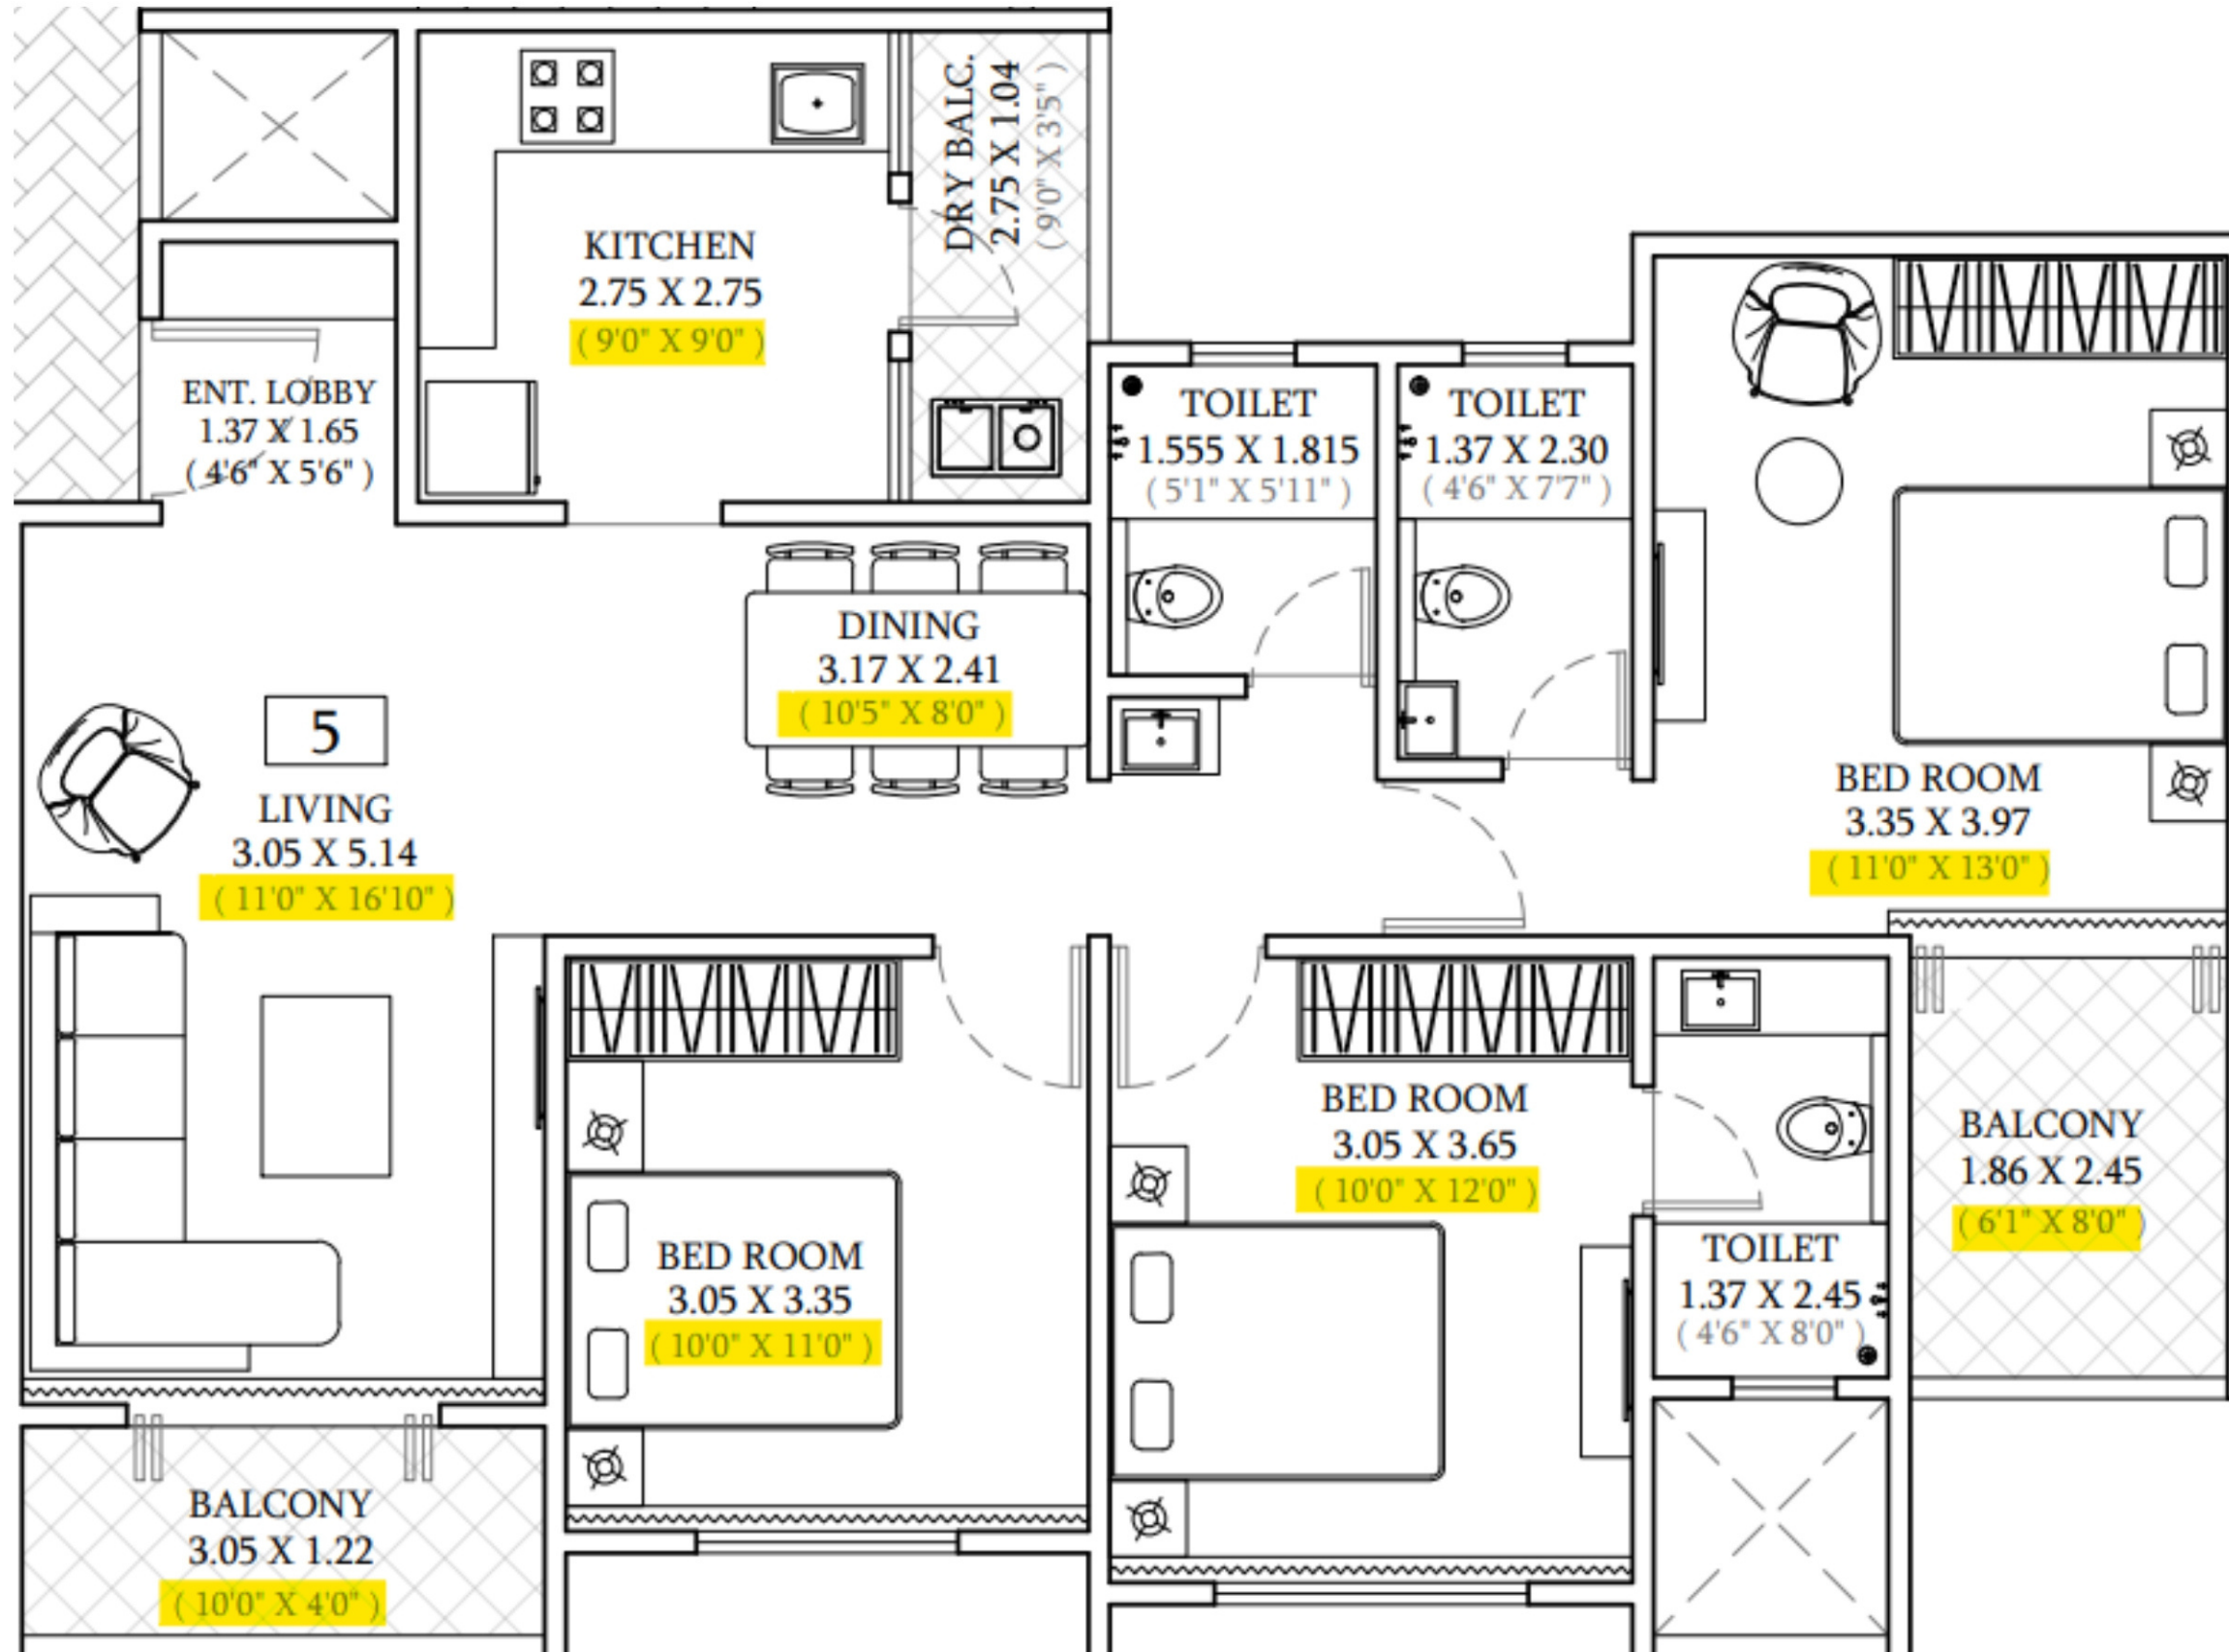 DRY BALC.
2.75 X 1.04
( 9'0" X 3'5" )
KITCHEN
2.75 X 2.75
( 9'0" X 9'0" )
ENT. LOBBY
1.37 X 1.65
( 4'6" X 5'6" )
TOILET
1.555 X 1.815
( 5'1" X 5'11" )
TOILET
1.37 X 2.30
( 4'6" X 7'7" )
DINING
3.17 X 2.41
( 10'5" X 8'0" )
5
LIVING
3.05 X 5.14
( 11'0" X 16'10" )
BED ROOM
3.35 X 3.97
( 11'0" X 13'0" )
BED ROOM
3.05 X 3.65
( 10'0" X 12'0" )
BALCONY
1.86 X 2.45
( 6'1" X 8'0" )
BED ROOM
3.05 X 3.35
( 10'0" X 11'0" )
TOILET
1.37 X 2.45
( 4'6" X 8'0" )
BALCONY
3.05 X 1.22
( 10'0" X 4'0" )